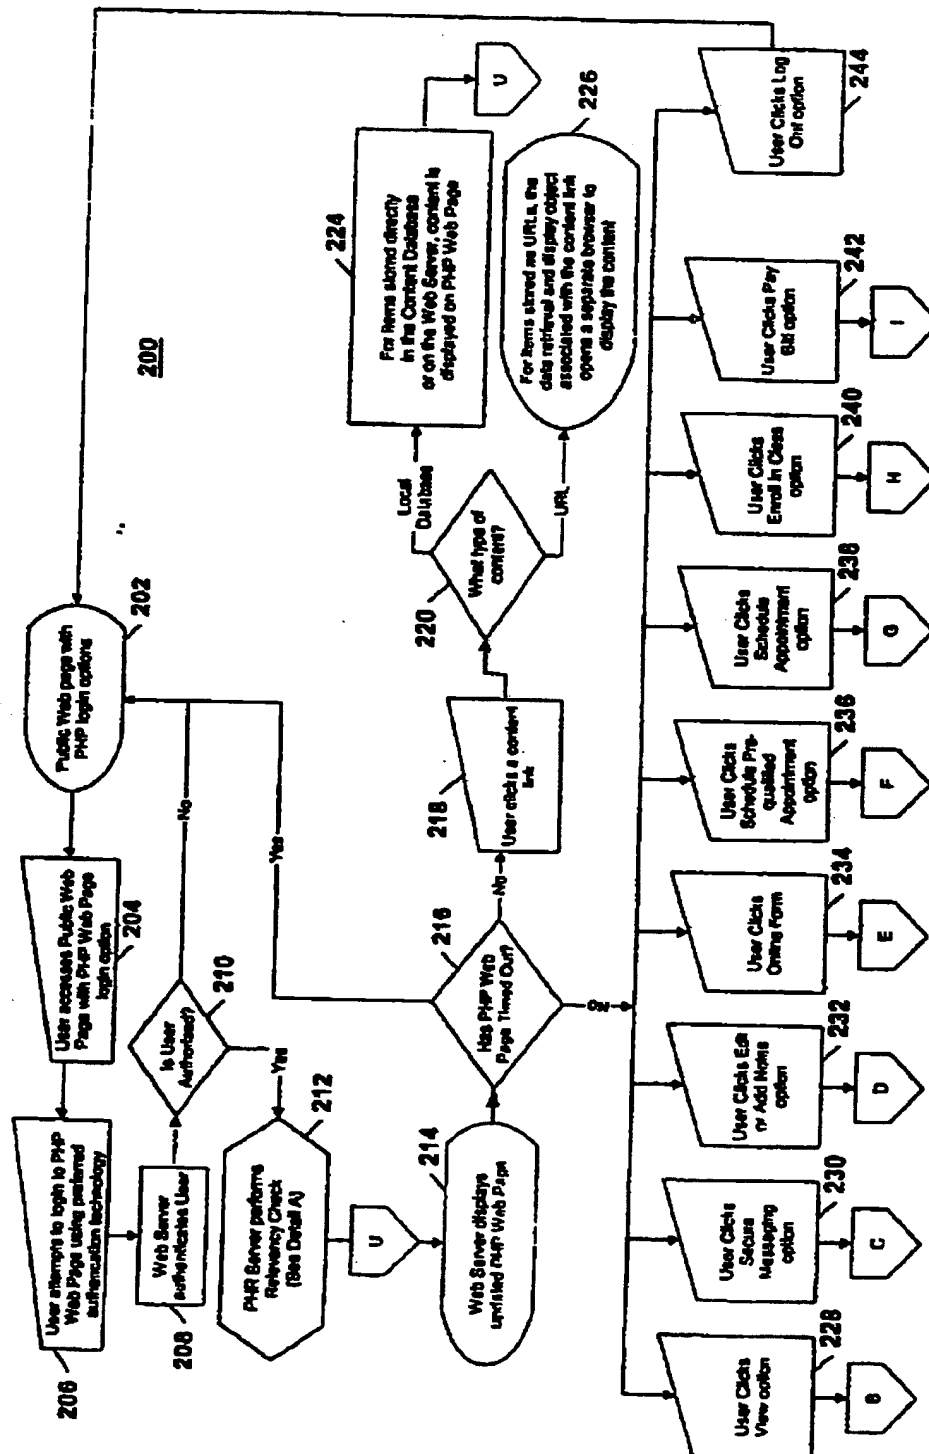 200
Public Web page with
PHP login options
202
User accesses Public Web
Page with PHP Web Page
login option
204
User attempts to login to PHP
Web Page using preferred
authentication technology
206
Web Server
authenticates User
208
Is User
Authorized?
210
No
Yes
PHR Server performs
Relevancy Check
(See Detail A)
212
U
Web Server displays
updated PHP Web Page
214
Has PHP Web
Page Timed Out?
216
Yes
No
User clicks a content
link
218
What type of
content?
220
Local
Database
URL
For items stored directly
in the Content Database
or on the Web Server, content is
displayed on PHP Web Page
224
U
For items stored as URLs, the
data retrieval and display object
associated with the content link
opens a separate browser to
display the content
226
User Clicks
View option
228
B
User Clicks
Secure
Messaging
option
230
C
User Clicks Edit
or Add Notes
option
232
D
User Clicks
Online Form
234
E
User Clicks
Schedule Pre-
qualified
Appointment
option
236
F
User Clicks
Schedule
Appointment
option
238
G
User Clicks
Enroll in Class
option
240
H
User Clicks Pay
Bill option
242
I
User Clicks Log
Out option
244